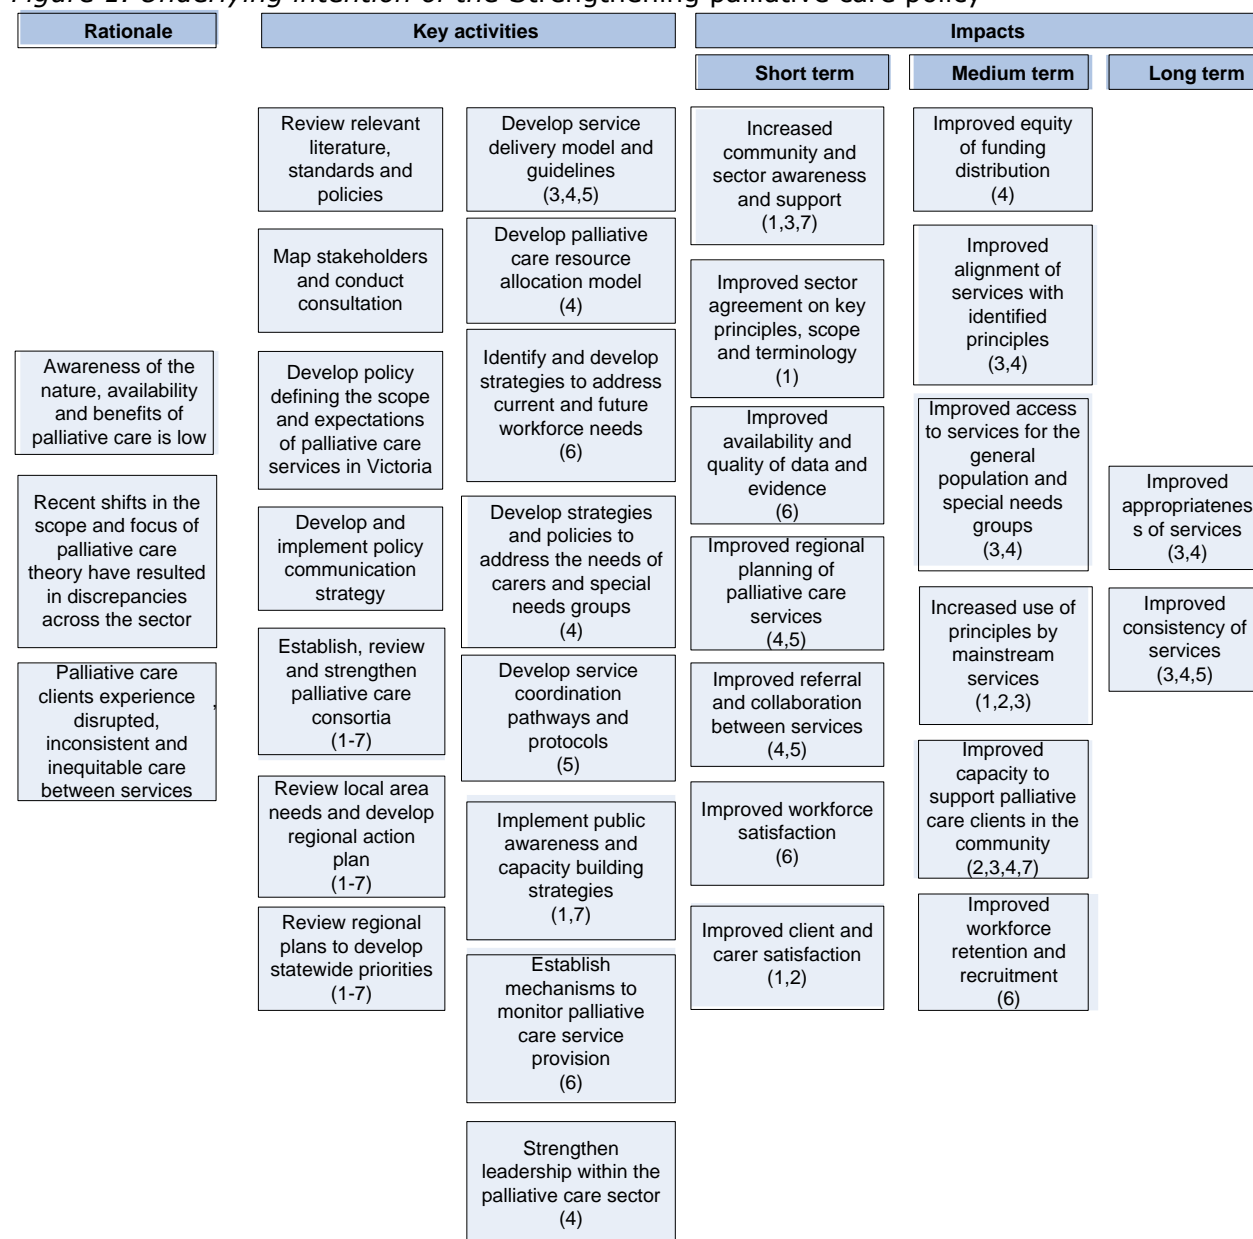 Figure 1: Underlying intention of the Strengthening palliative care policy
Rationale
Key activities
Impacts
Short term
Medium term
Long term
Awareness of the
nature, availability
and benefits of
palliative care is low
Recent shifts in the
scope and focus of
palliative care
theory have resulted
in discrepancies
across the sector
Palliative care
clients experience
disrupted,
inconsistent and
inequitable care
between services
,
Review relevant
literature,
standards and
policies
Map stakeholders
and conduct
consultation
Develop policy
defining the scope
and expectations
of palliative care
services in Victoria
Develop and
implement policy
communication
strategy
Establish, review
and strengthen
palliative care
consortia
(1-7)
Review local area
needs and develop
regional action
plan
(1-7)
Review regional
plans to develop
statewide priorities
(1-7)
Develop service
delivery model and
guidelines
(3,4,5)
Develop palliative
care resource
allocation model
(4)
Identify and develop
strategies to address
current and future
workforce needs
(6)
Develop strategies
and policies to
address the needs of
carers and special
needs groups
(4)
Develop service
coordination
pathways and
protocols
(5)
Implement public
awareness and
capacity building
strategies
(1,7)
Establish
mechanisms to
monitor palliative
care service
provision
(6)
Strengthen
leadership within the
palliative care sector
(4)
Increased
community and
sector awareness
and support
(1,3,7)
Improved sector
agreement on key
principles, scope
and terminology
(1)
Improved
availability and
quality of data and
evidence
(6)
Improved regional
planning of
palliative care
services
(4,5)
Improved referral
and collaboration
between services
(4,5)
Improved workforce
satisfaction
(6)
Improved client and
carer satisfaction
(1,2)
Improved equity
of funding
distribution
(4)
Improved
alignment of
services with
identified
principles
(3,4)
Improved access
to services for the
general
population and
special needs
groups
(3,4)
Increased use of
principles by
mainstream
services
(1,2,3)
Improved
capacity to
support palliative
care clients in the
community
(2,3,4,7)
Improved
workforce
retention and
recruitment
(6)
Improved
appropriatenes
s of services
(3,4)
Improved
consistency of
services
(3,4,5)